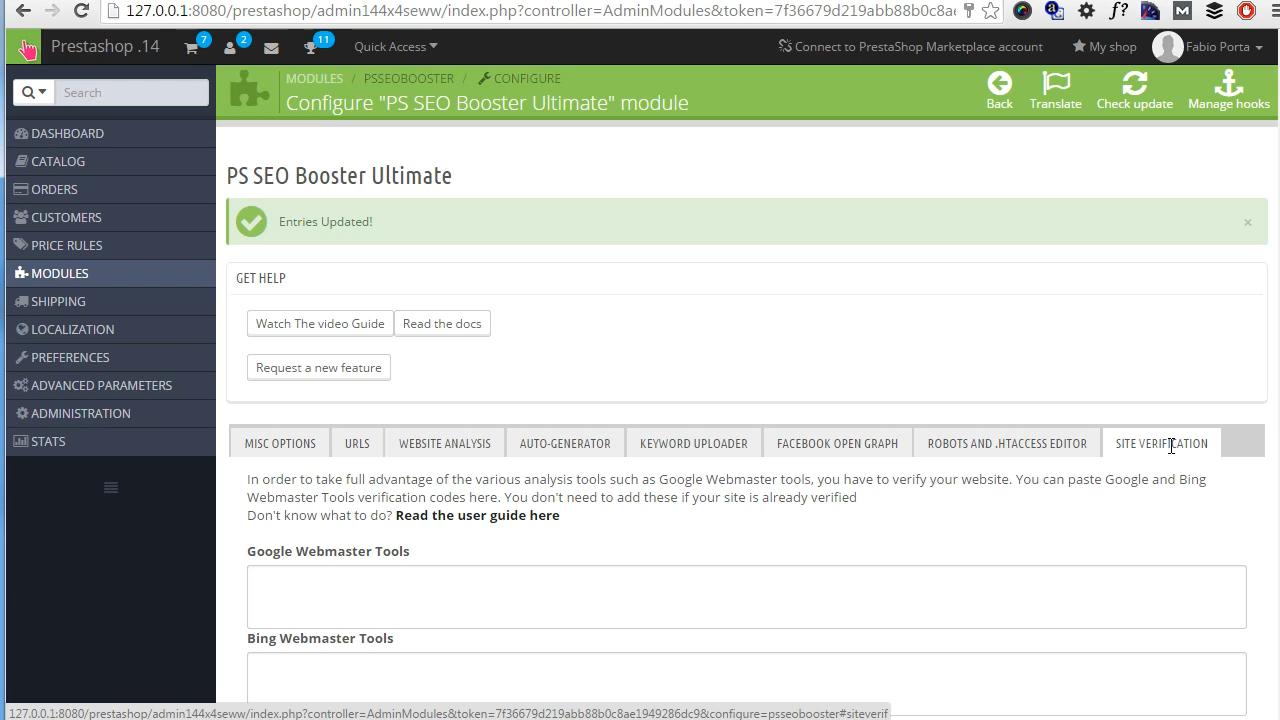 127.0.0.1:8080/prestashop/admin144x4seww/index.php?controller=AdminModules&token=7f36679d219abb88b0c8ae
Prestashop .14
7
2
11
Quick Access
Connect to PrestaShop Marketplace account
My shop
Fabio Porta
Search
MODULES / PSSEOBOOSTER / CONFIGURE
Configure "PS SEO Booster Ultimate" module
Back
Translate
Check update
Manage hooks
DASHBOARD
CATALOG
ORDERS
CUSTOMERS
PRICE RULES
MODULES
SHIPPING
LOCALIZATION
PREFERENCES
ADVANCED PARAMETERS
ADMINISTRATION
STATS
PS SEO Booster Ultimate
Entries Updated!
×
GET HELP
Watch The video Guide
Read the docs
Request a new feature
MISC OPTIONS
URLS
WEBSITE ANALYSIS
AUTO-GENERATOR
KEYWORD UPLOADER
FACEBOOK OPEN GRAPH
ROBOTS AND .HTACCESS EDITOR
SITE VERIFICATION
In order to take full advantage of the various analysis tools such as Google Webmaster tools, you have to verify your website. You can paste Google and Bing
Webmaster Tools verification codes here. You don't need to add these if your site is already verified
Don't know what to do? Read the user guide here
Google Webmaster Tools
Bing Webmaster Tools
127.0.0.1:8080/prestashop/admin144x4seww/index.php?controller=AdminModules&token=7f36679d219abb88b0c8ae1949286dc9&configure=psseobooster#siteverif